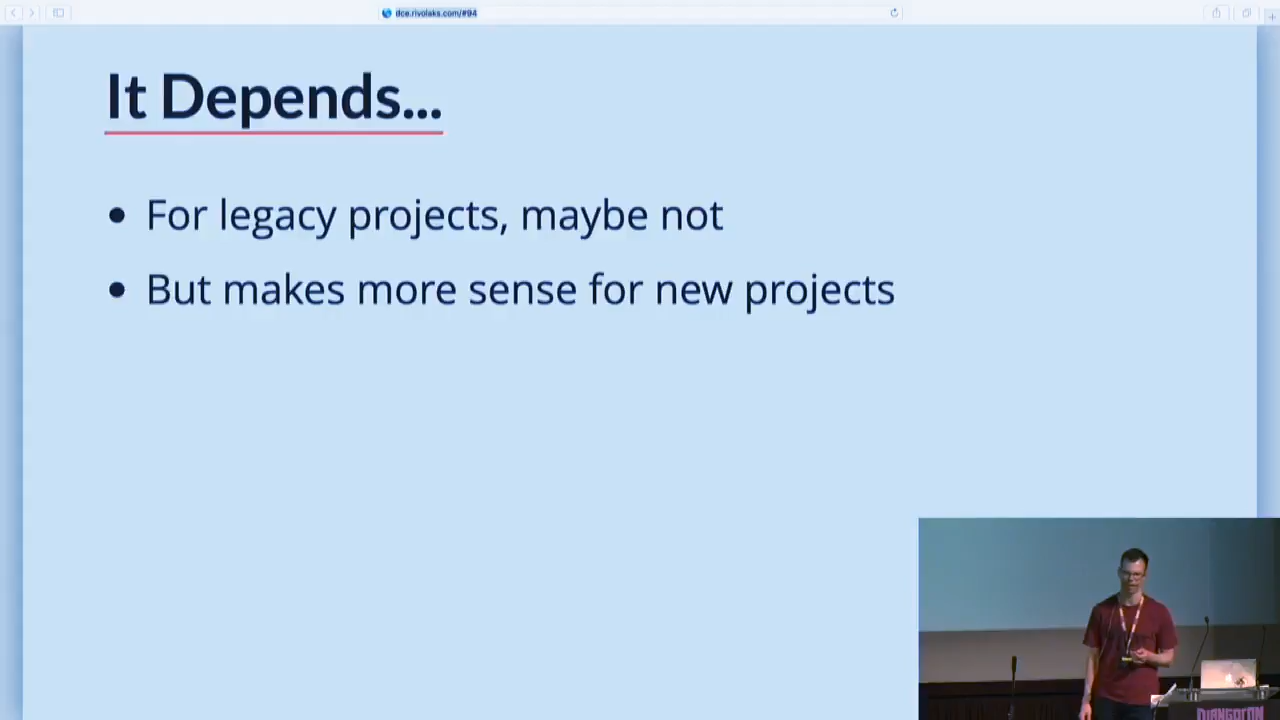 dce.rivolaks.com/#94
It Depends...
• For legacy projects, maybe not
• But makes more sense for new projects
DJANGOCON